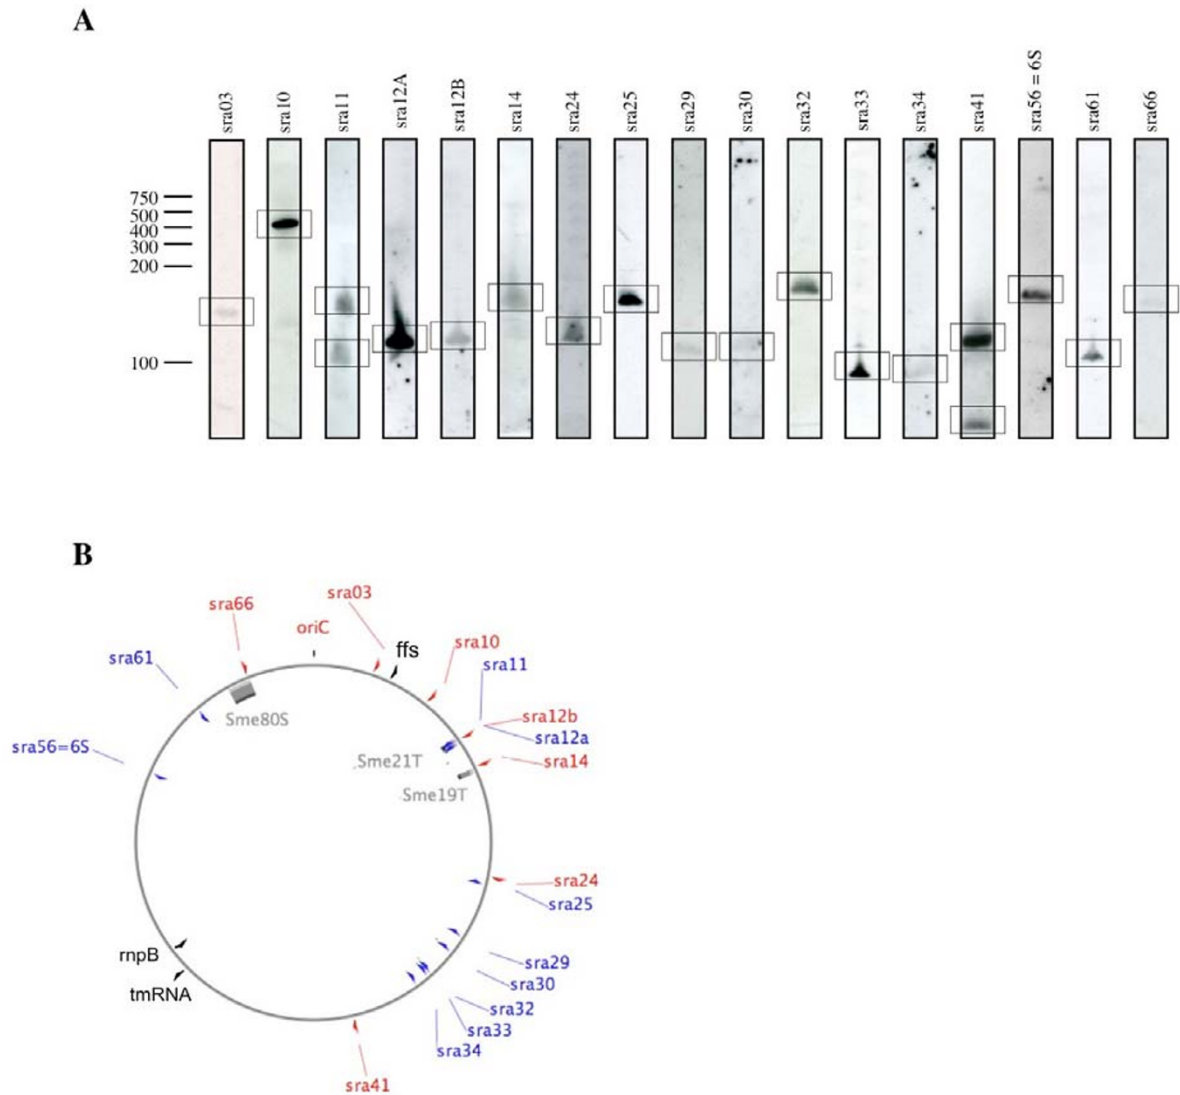 A
sra03
sra10
sra11
sra12A
sra12B
sra14
sra24
sra25
sra29
sra30
sra32
sra33
sra34
sra41
sra56 = 6S
sra61
sra66
750
500
400
300
200
100
B
sra03
sra66
oriC
ffs
sra10
sra61
sra11
sra12b
Sme80S
sra12a
sra56=6S
Sme21T
sra14
Sme19T
sra24
sra25
rnpB
sra29
sra30
tmRNA
sra32
sra33
sra34
sra41